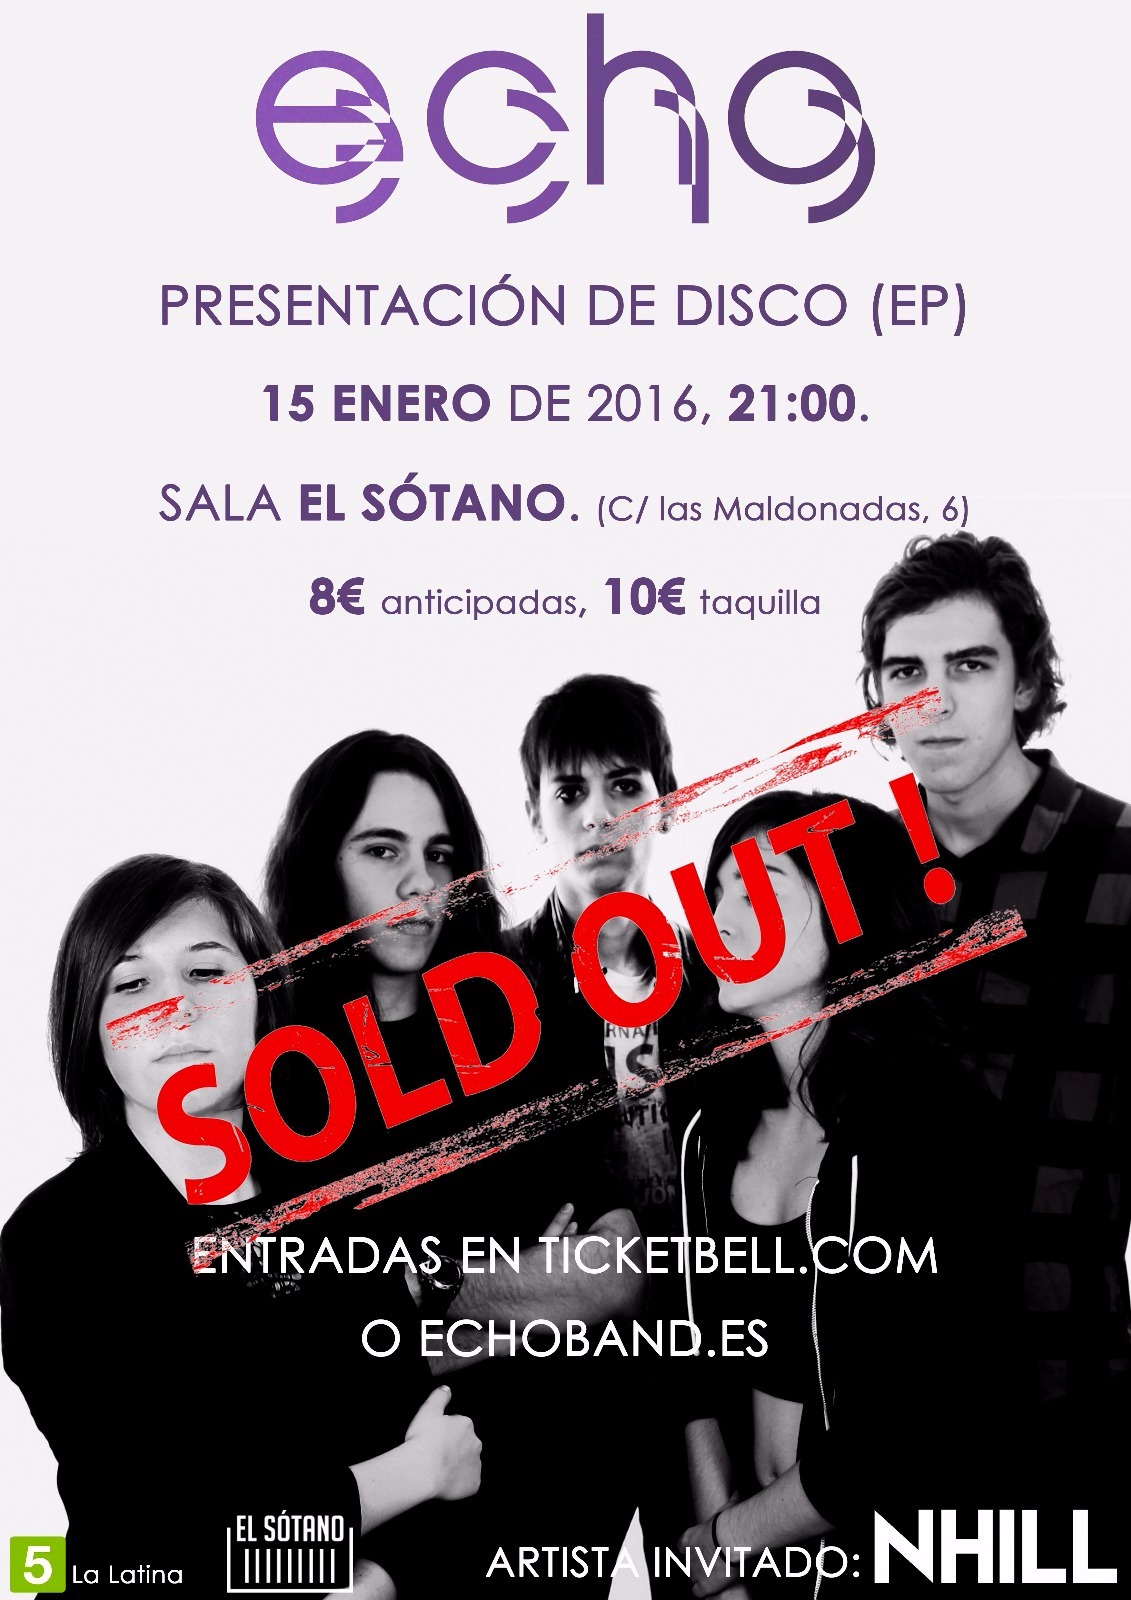 echo
PRESENTACIÓN DE DISCO (EP)
15 ENERO DE 2016, 21:00.
SALA EL SÓTANO. (C/ las Maldonadas, 6)
8€ anticipadas, 10€ taquilla
SOLD OUT !
ENTRADAS EN TICKETBELL.COM
O ECHOBAND.ES
5 La Latina
EL SÓTANO
ARTISTA INVITADO: NHILL